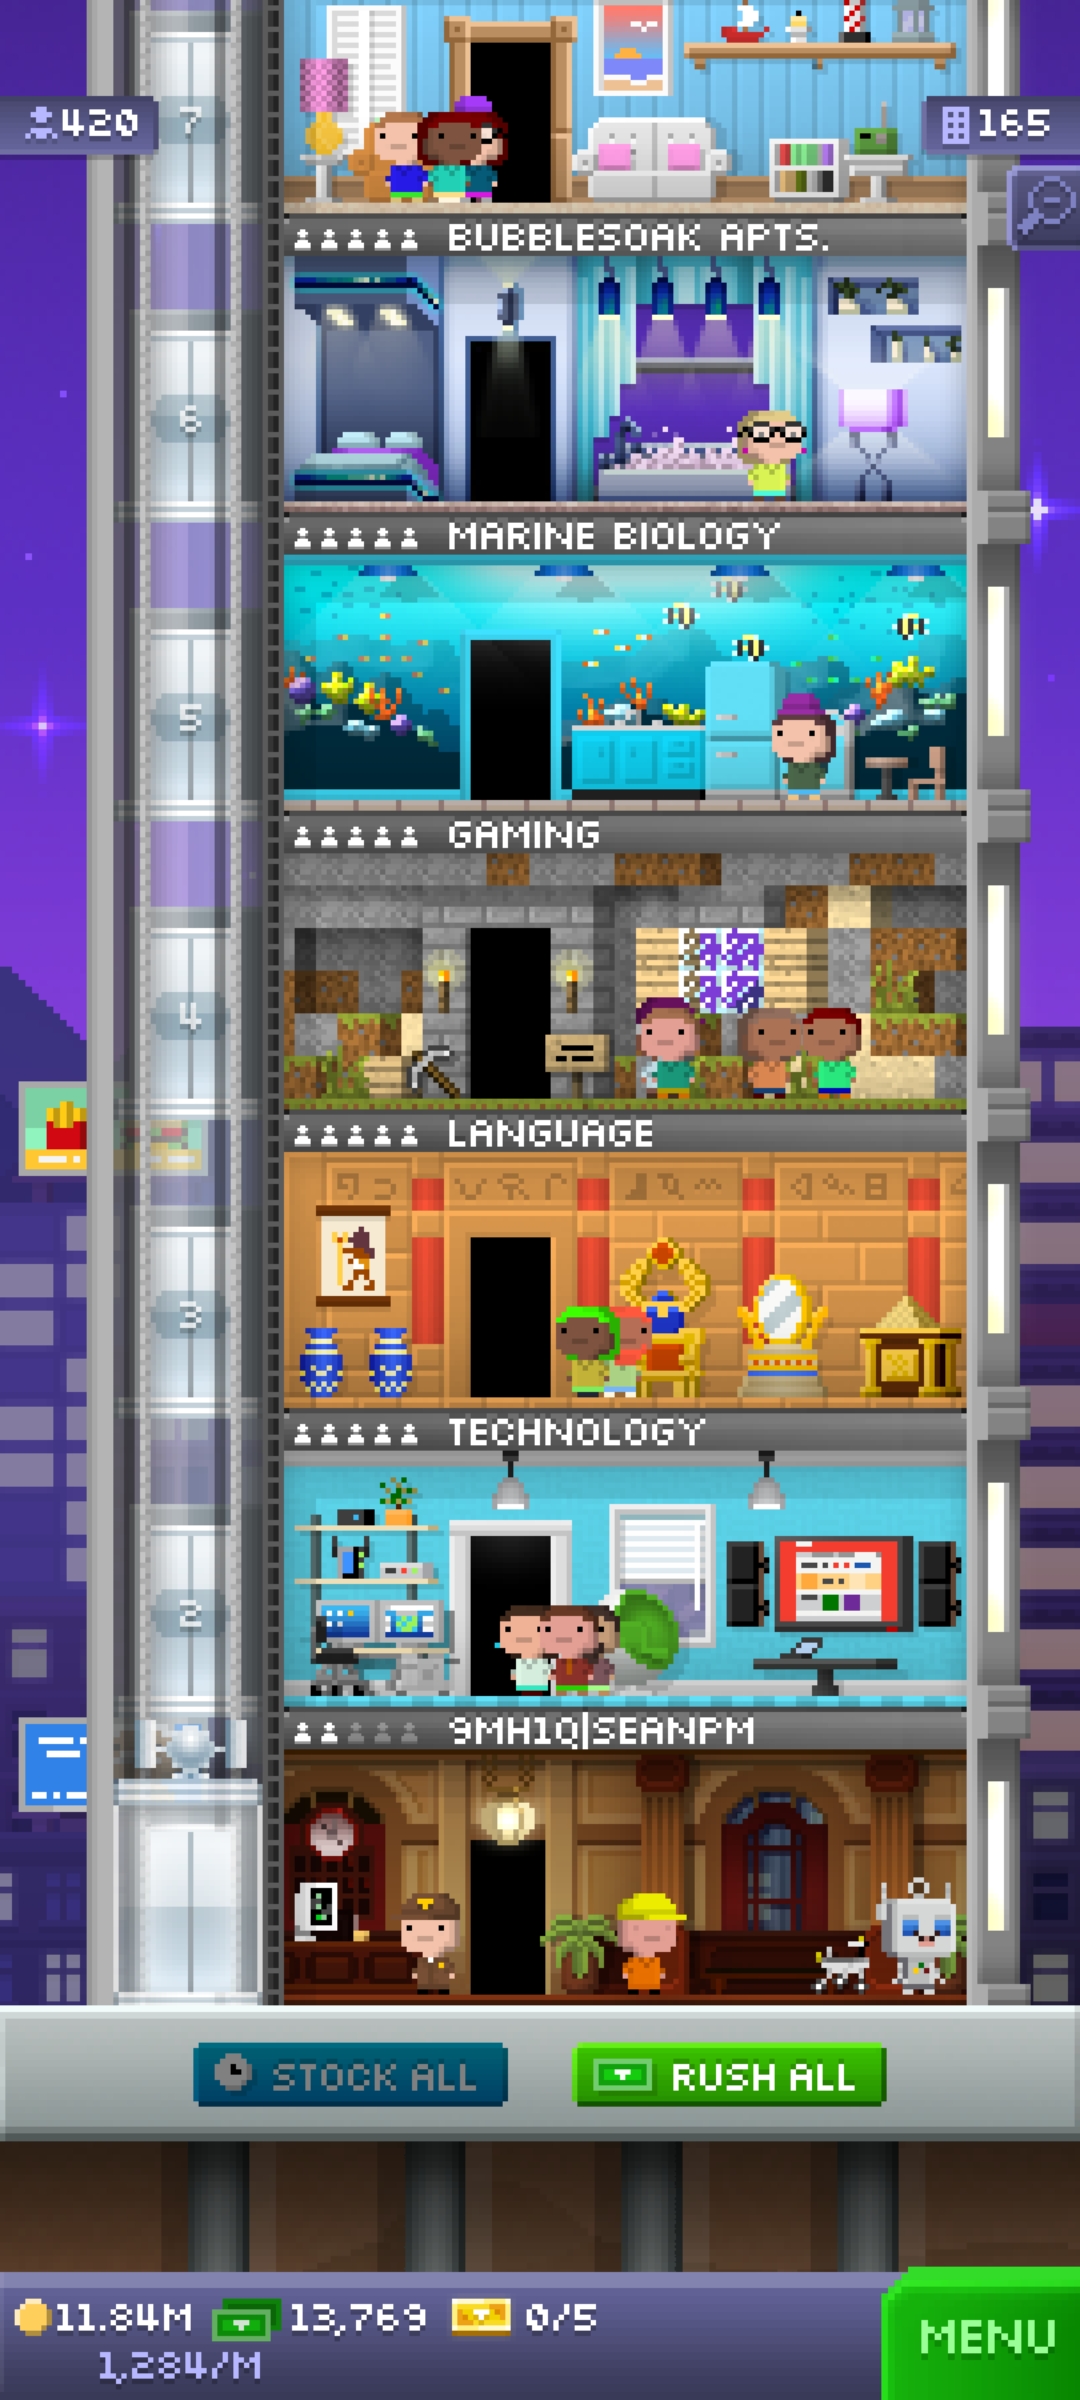 420
7
165
BUBBLESOAK APTS.
6
MARINE BIOLOGY
5
GAMING
4
LANGUAGE
3
TECHNOLOGY
2
9MH1Q|SEANPM
STOCK ALL
RUSH ALL
11.84M
13,769
0/5
MENU
1,284/M